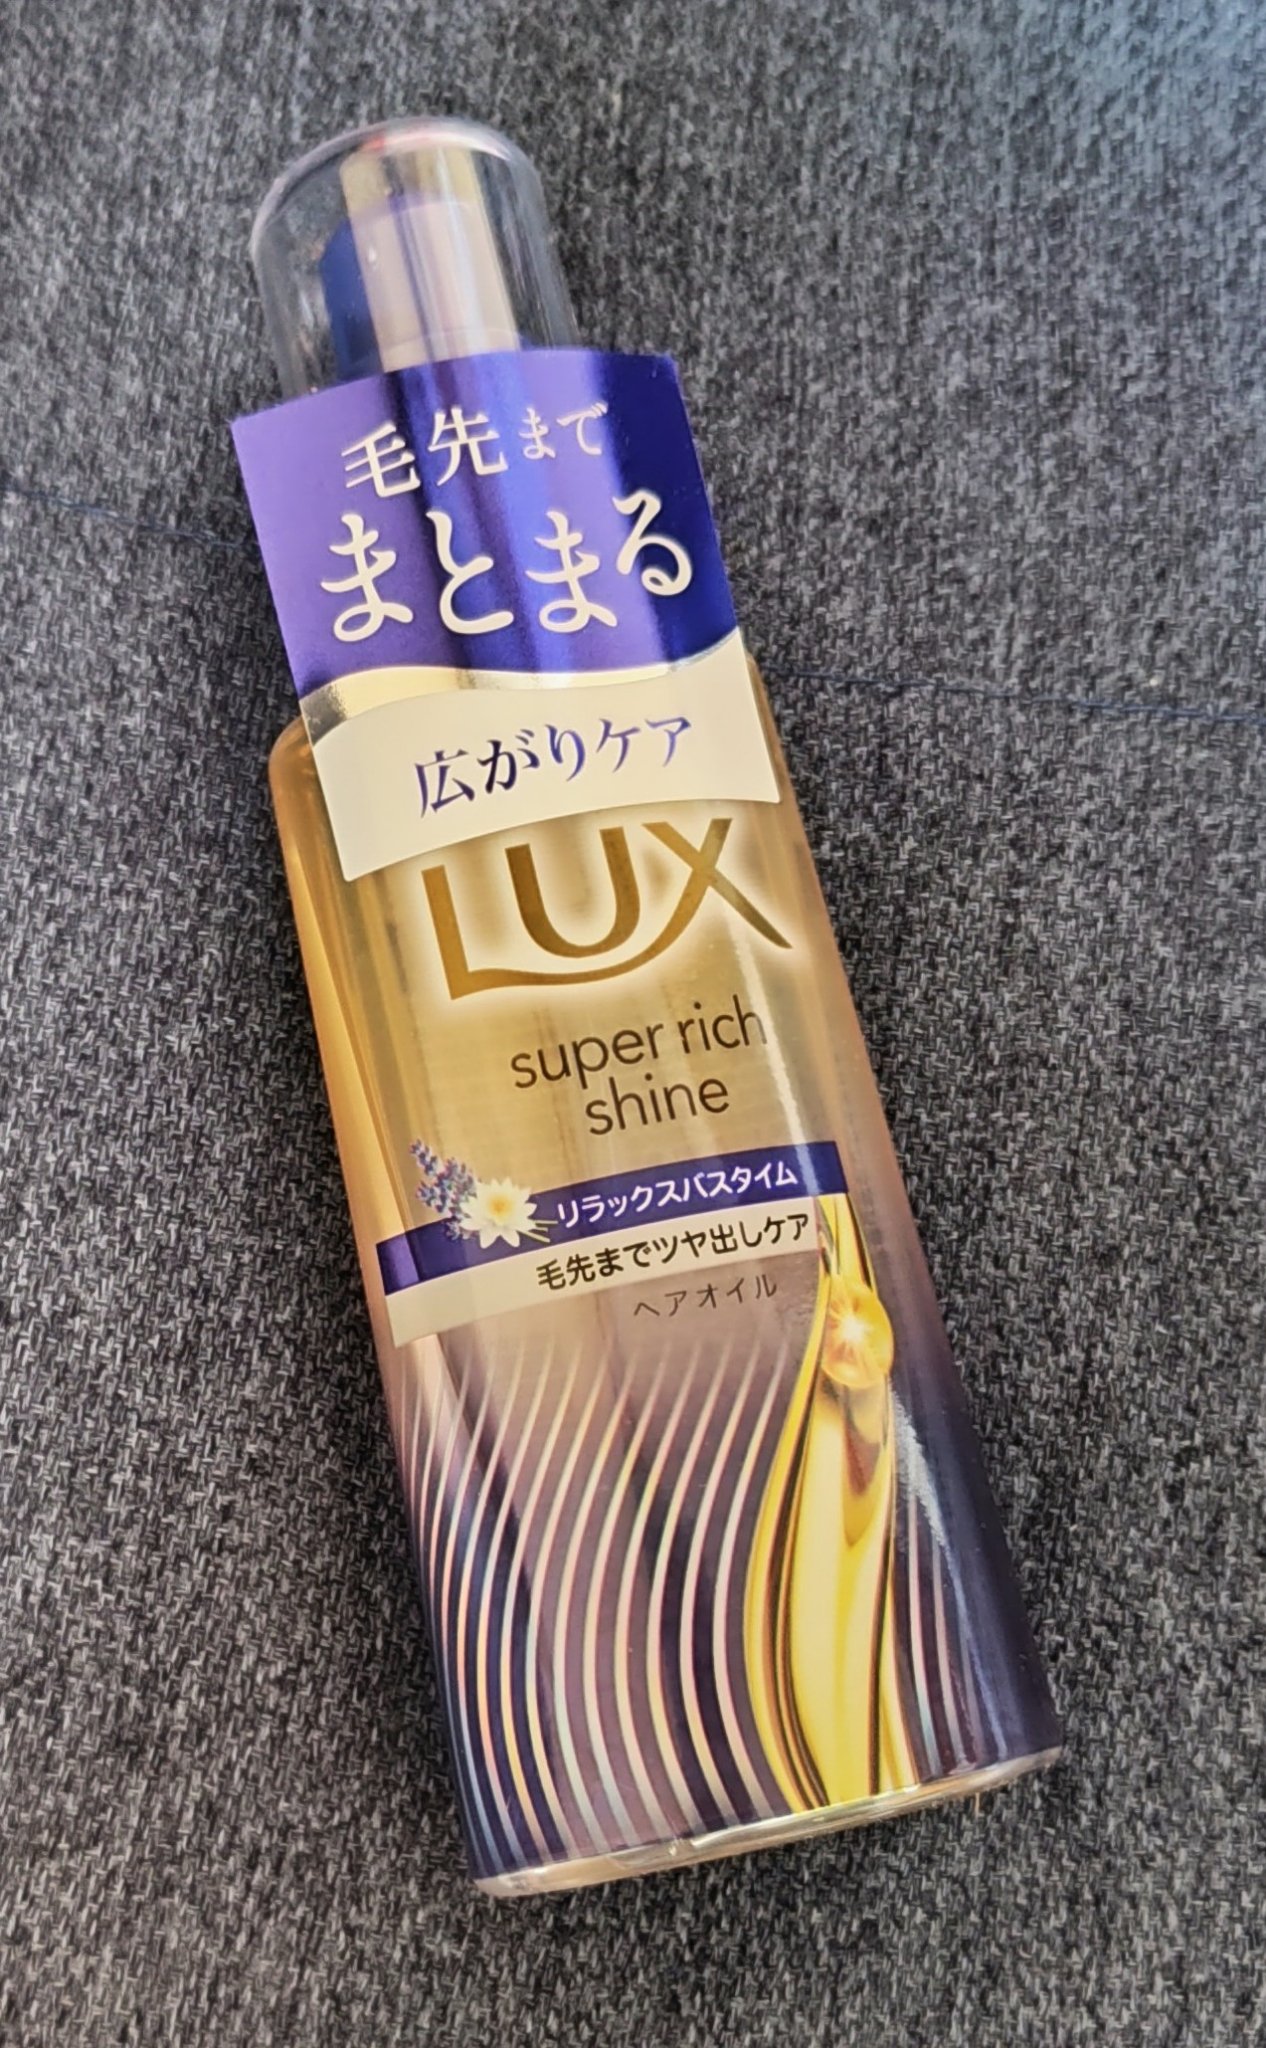 毛先まで
まとまる
広がりケア
LUX
super rich
shine
リラックスバスタイム
毛先までツヤ出しケア
ヘアオイル